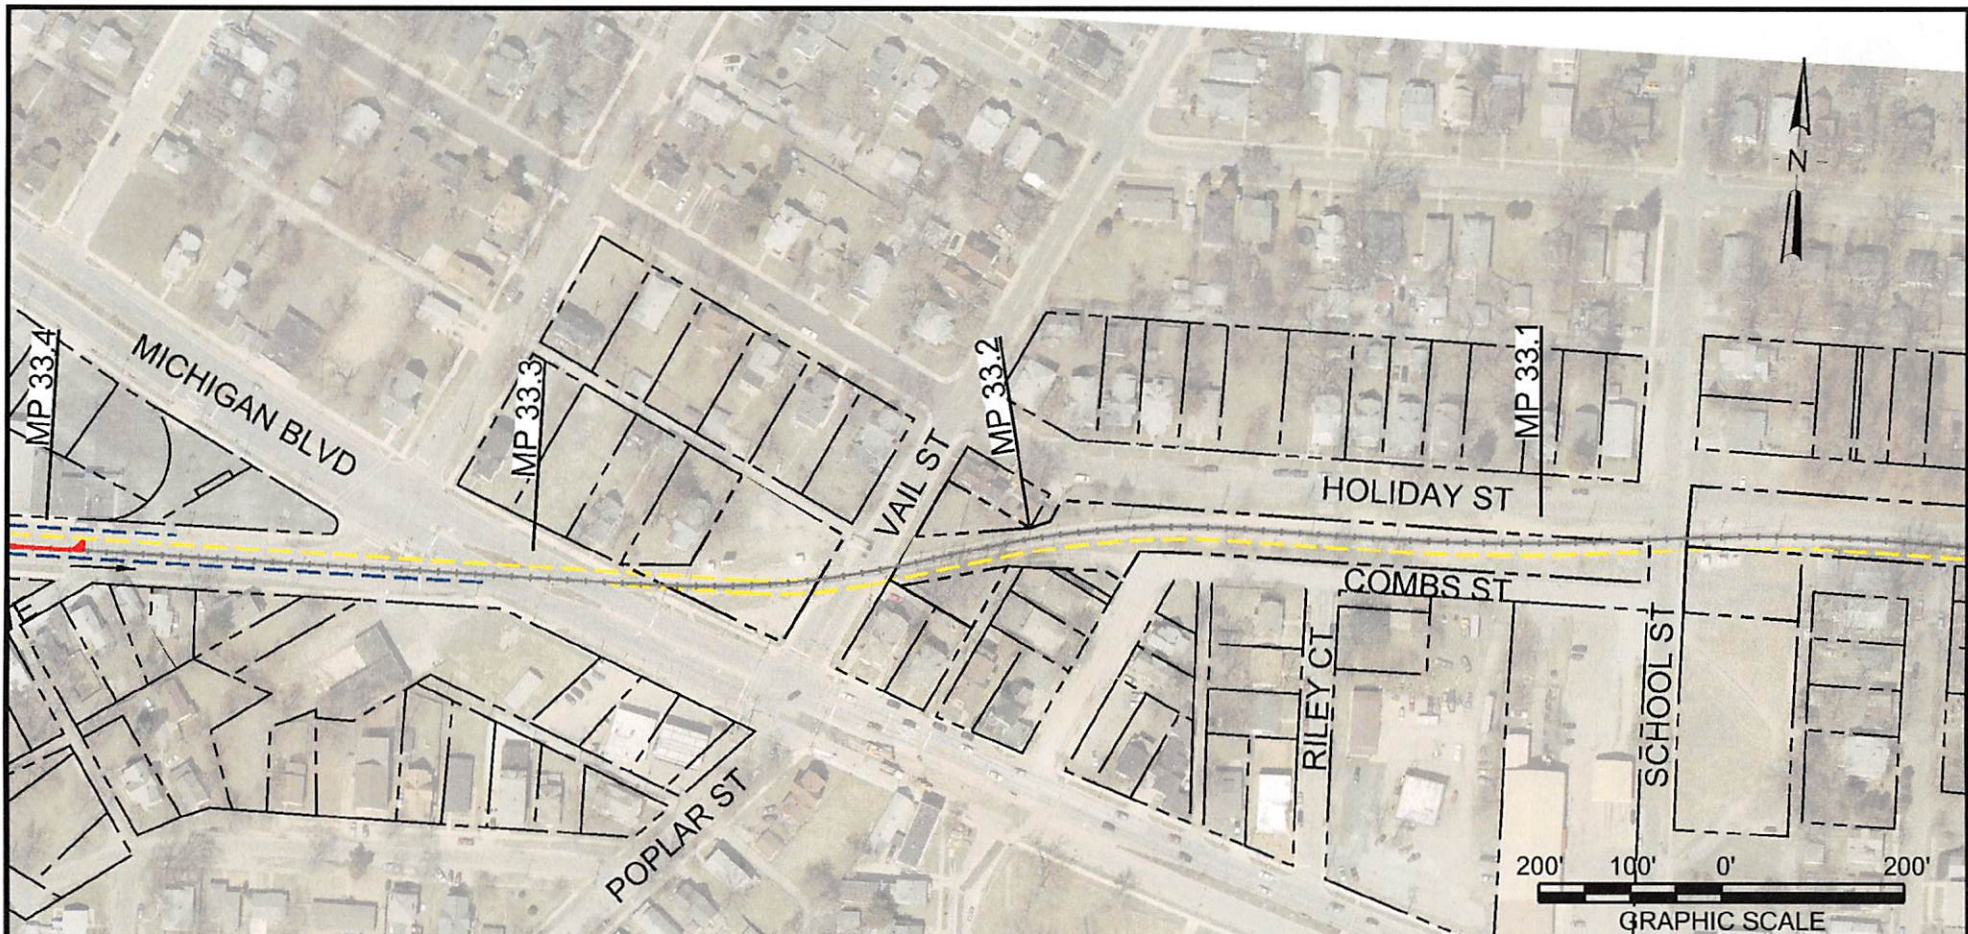 N
MP 33.4
MICHIGAN BLVD
MP 33.3
VAIL ST
MP 33.2
MP 33.1
HOLIDAY ST
COMBS ST
RILEY CT
SCHOOL ST
POPLAR ST
200' 100' 0' 200'
GRAPHIC SCALE